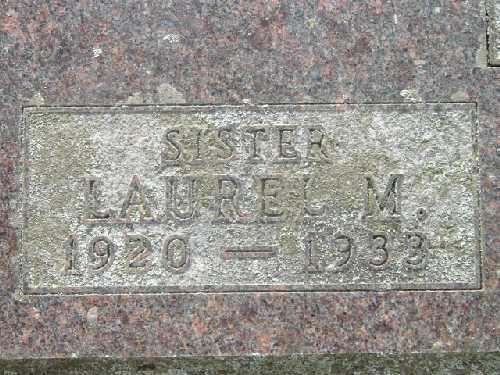 SISTER
LAUREL M.
1920 — 1933